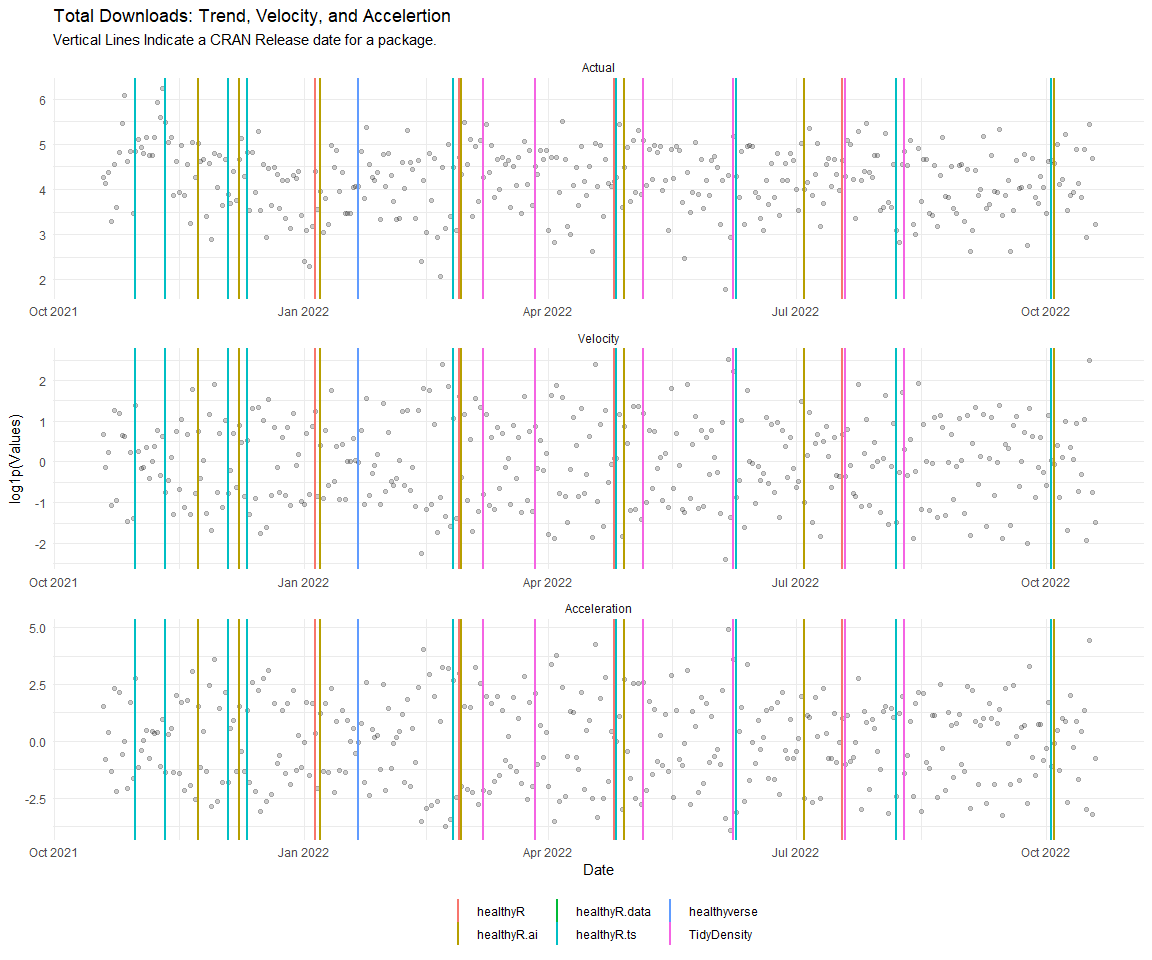 Total Downloads: Trend, Velocity, and Accelertion
Vertical Lines Indicate a CRAN Release date for a package.
Actual
6
5
4
3
2
Oct 2021 Jan 2022 Apr 2022 Jul 2022 Oct 2022
Velocity
2
1
0
-1
-2
Oct 2021 Jan 2022 Apr 2022 Jul 2022 Oct 2022
log1p(Values)
Acceleration
5.0
2.5
0.0
-2.5
Oct 2021 Jan 2022 Apr 2022 Jul 2022 Oct 2022
Date
healthyR healthyR.data healthyverse
healthyR.ai healthyR.ts TidyDensity